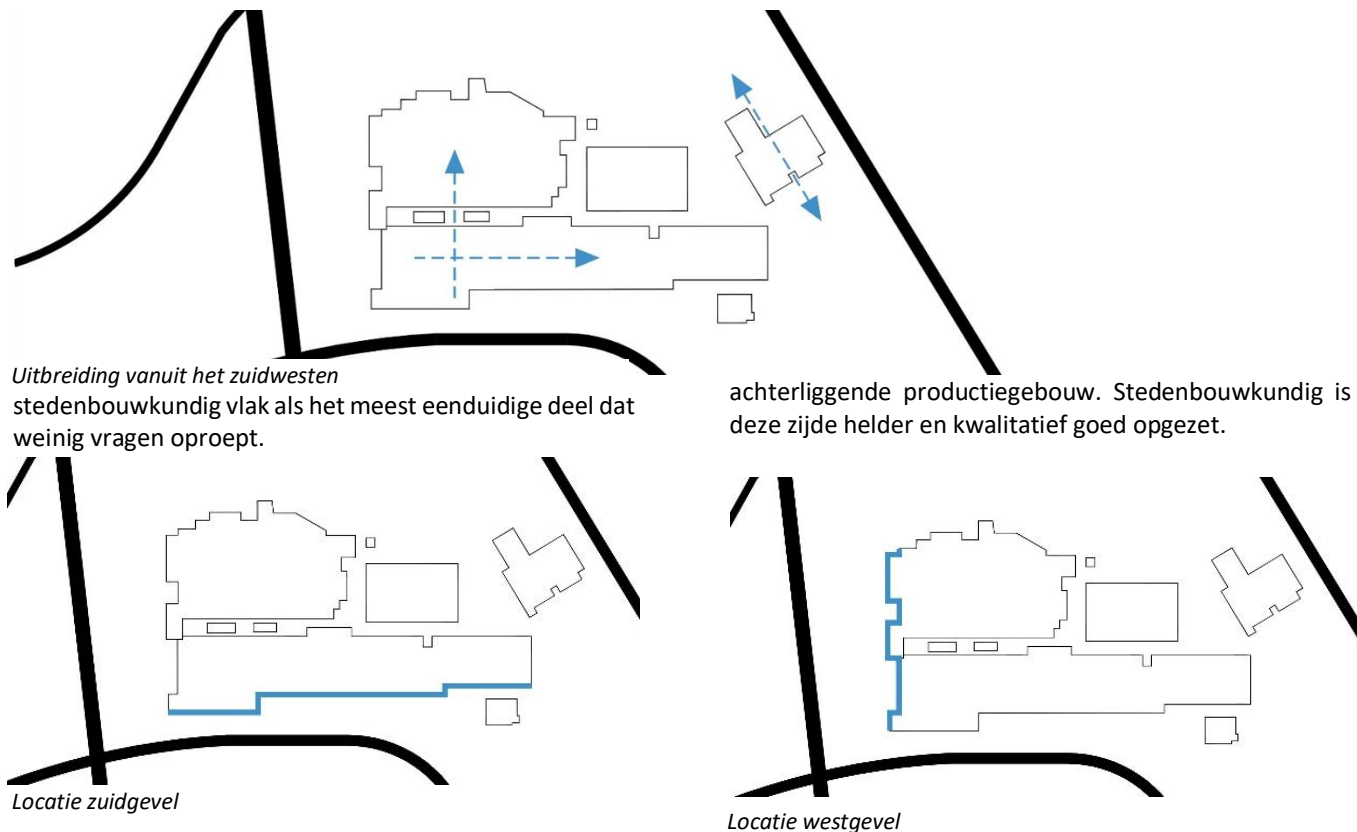 Uitbreiding vanuit het zuidwesten
stedenbouwkundig vlak als het meest eenduidige deel dat
weinig vragen oproept.
achterliggende productiegebouw. Stedenbouwkundig is
deze zijde helder en kwalitatief goed opgezet.
Locatie zuidgevel
Locatie westgevel